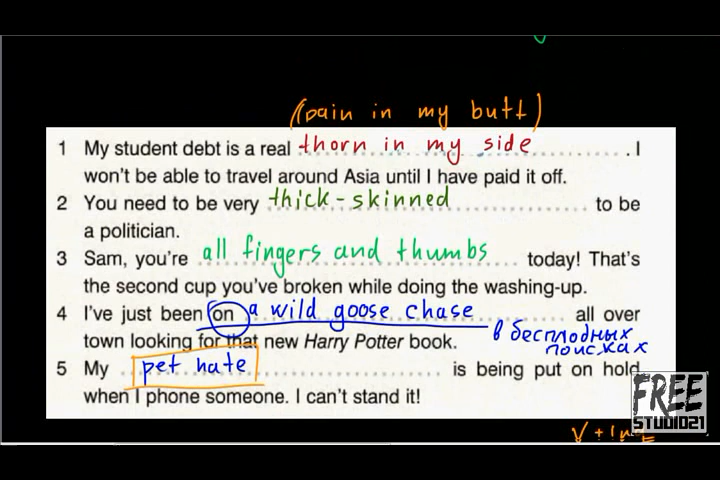 (pain in my butt)
1 My student debt is a real thorn in my side. I
won't be able to travel around Asia until I have paid it off.
2 You need to be very thick-skinned to be
a politician.
3 Sam, you're all fingers and thumbs today! That's
the second cup you've broken while doing the washing-up.
4 I've just been on a wild goose chase all over
town looking for that new Harry Potter book.
в бесплодных
поисках
5 My pet hate is being put on hold
when I phone someone. I can't stand it!
FREE
STUDIO21